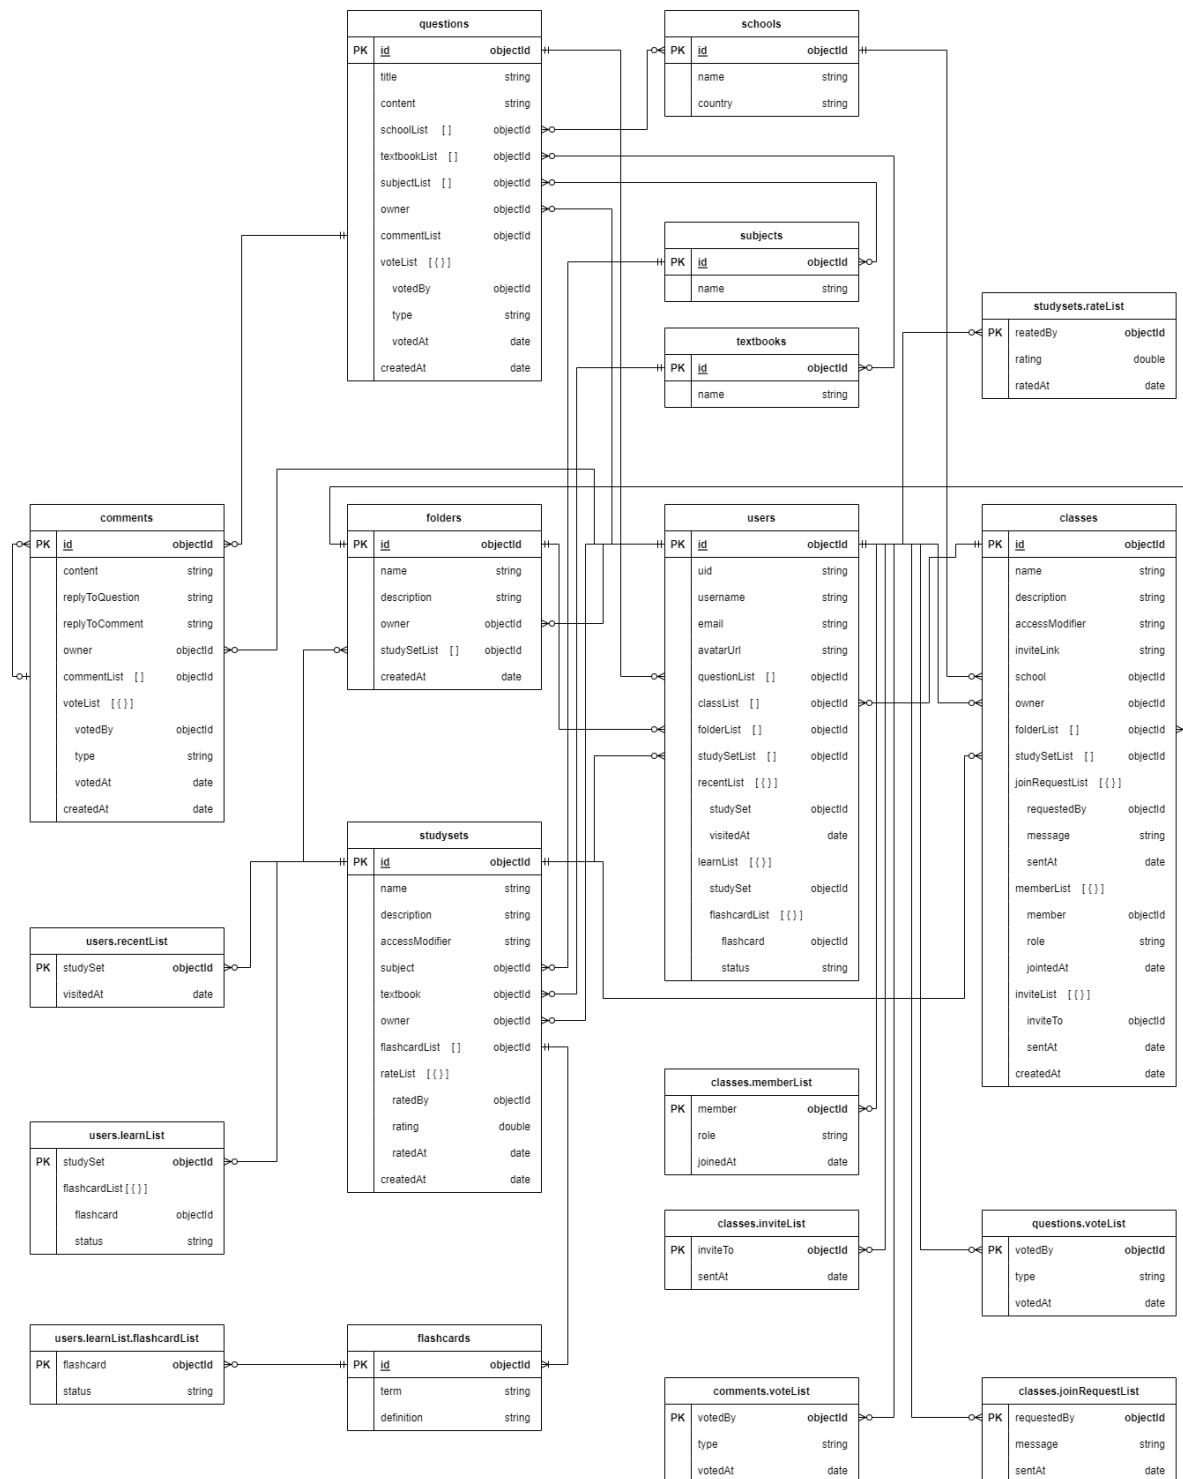 questions
PK id objectId
title string
content string
schoolList [ ] objectId
textbookList [ ] objectId
subjectList [ ] objectId
owner objectId
commentList objectId
voteList [ { } ]
votedBy objectId
type string
votedAt date
createdAt date
schools
PK id objectId
name string
country string
subjects
PK id objectId
name string
textbooks
PK id objectId
name string
studysets.rateList
PK reatedBy objectId
rating double
ratedAt date
comments
PK id objectId
content string
replyToQuestion string
replyToComment string
owner objectId
commentList [ ] objectId
voteList [ { } ]
votedBy objectId
type string
votedAt date
createdAt date
folders
PK id objectId
name string
description string
owner objectId
studySetList [ ] objectId
createdAt date
users
PK id objectId
uid string
username string
email string
avatarUrl string
questionList [ ] objectId
classList [ ] objectId
folderList [ ] objectId
studySetList [ ] objectId
recentList [ { } ]
studySet objectId
visitedAt date
learnList [ { } ]
studySet objectId
flashcardList [ { } ]
flashcard objectId
status string
classes
PK id objectId
name string
description string
accessModifier string
inviteLink string
school objectId
owner objectId
folderList [ ] objectId
studySetList [ ] objectId
joinRequestList [ { } ]
requestedBy objectId
message string
sentAt date
memberList [ { } ]
member objectId
role string
jointedAt date
inviteList [ { } ]
inviteTo objectId
sentAt date
createdAt date
studysets
PK id objectId
name string
description string
accessModifier string
subject objectId
textbook objectId
owner objectId
flashcardList [ ] objectId
rateList [ { } ]
ratedBy objectId
rating double
ratedAt date
createdAt date
users.recentList
PK studySet objectId
visitedAt date
users.learnList
PK studySet objectId
flashcardList [ { } ]
flashcard objectId
status string
users.learnList.flashcardList
PK flashcard objectId
status string
flashcards
PK id objectId
term string
definition string
classes.memberList
PK member objectId
role string
joinedAt date
classes.inviteList
PK inviteTo objectId
sentAt date
questions.voteList
PK votedBy objectId
type string
votedAt date
comments.voteList
PK votedBy objectId
type string
votedAt date
classes.joinRequestList
PK requestedBy objectId
message string
sentAt date